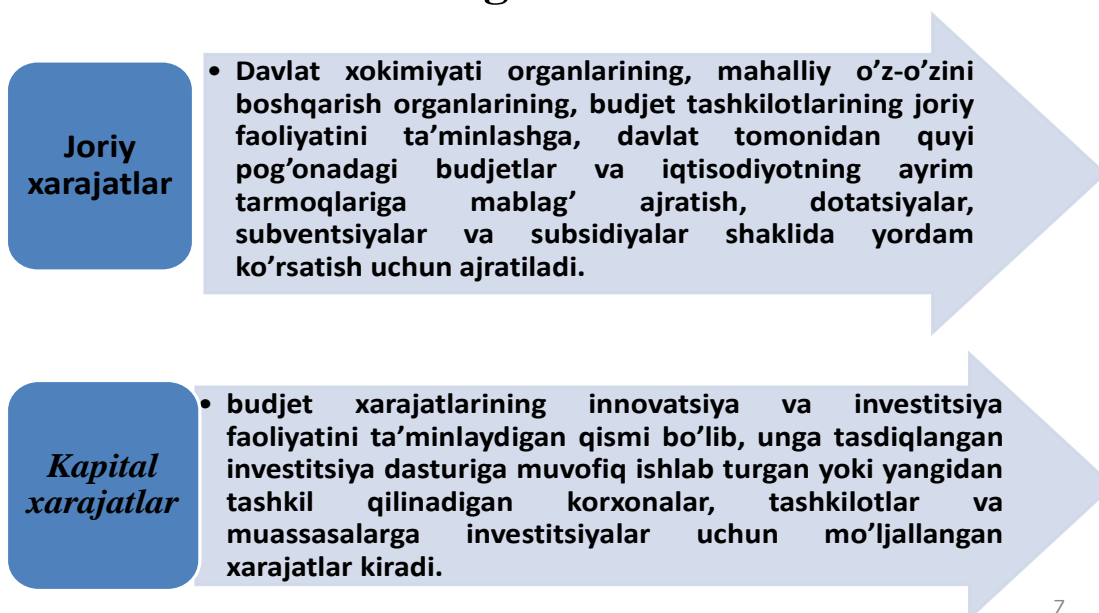 Joriy
xarajatlar
• Davlat xokimiyati organlarining, mahalliy o’z-o’zini
boshqarish organlarining, budjet tashkilotlarining joriy
faoliyatini ta’minlashga, davlat tomonidan quyi
pog’onadagi budjetlar va iqtisodiyotning ayrim
tarmoqlariga mablag’ ajratish, dotatsiyalar,
subventsiyalar va subsidiyalar shaklida yordam
ko’rsatish uchun ajratiladi.
Kapital
xarajatlar
• budjet xarajatlarining innovatsiya va investitsiya
faoliyatini ta’minlaydigan qismi bo’lib, unga tasdiqlangan
investitsiya dasturiga muvofiq ishlab turgan yoki yangidan
tashkil qilinadigan korxonalar, tashkilotlar va
muassasalarga investitsiyalar uchun mo’ljallangan
xarajatlar kiradi.
7